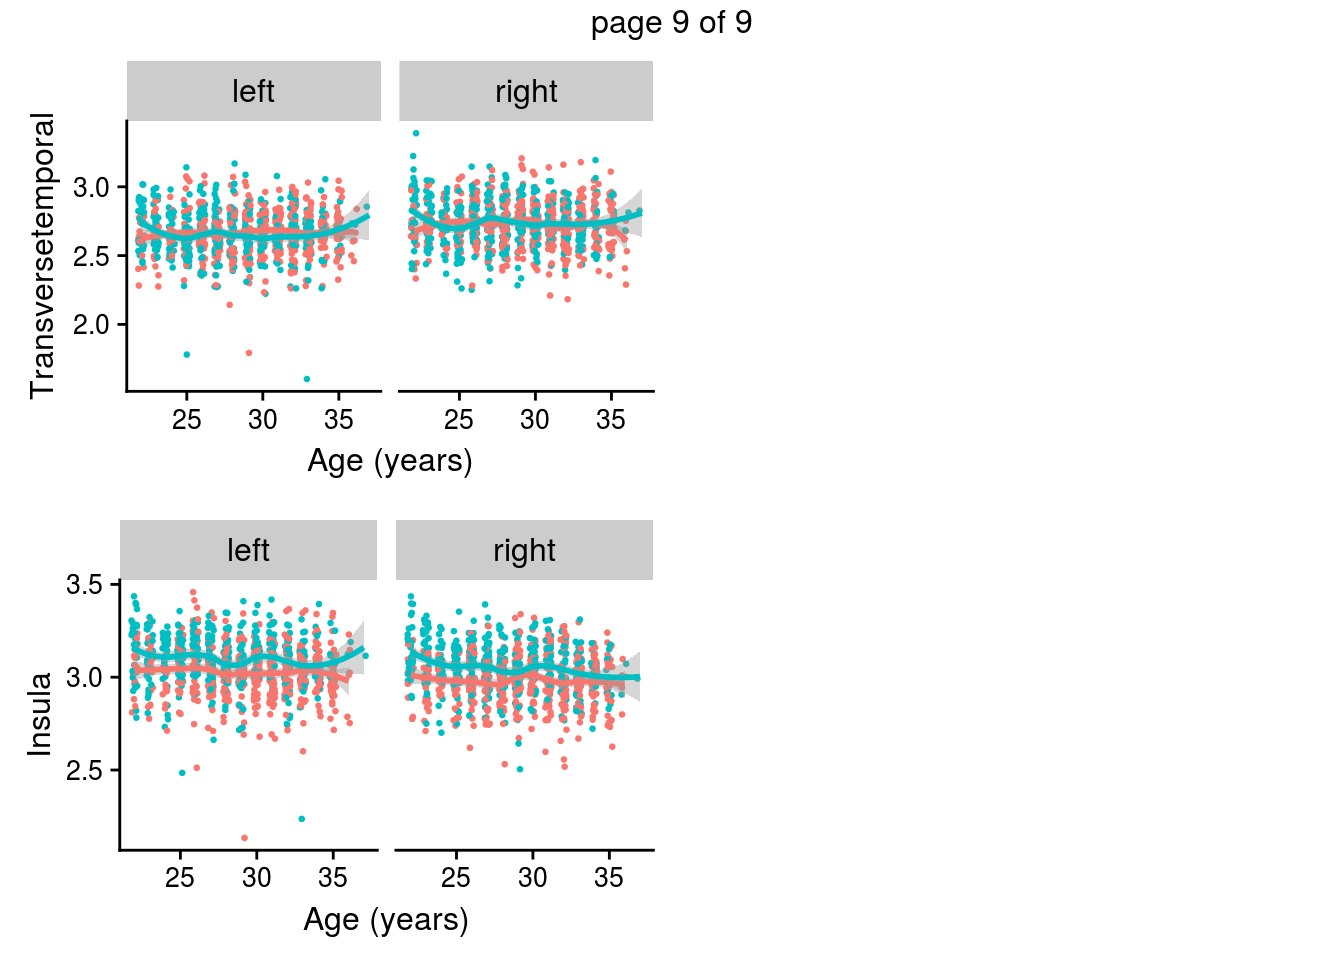 page 9 of 9
left right
Transversetemporal
3.0
2.5
2.0
25 30 35 25 30 35
Age (years)
left right
Insula
3.5
3.0
2.5
25 30 35 25 30 35
Age (years)